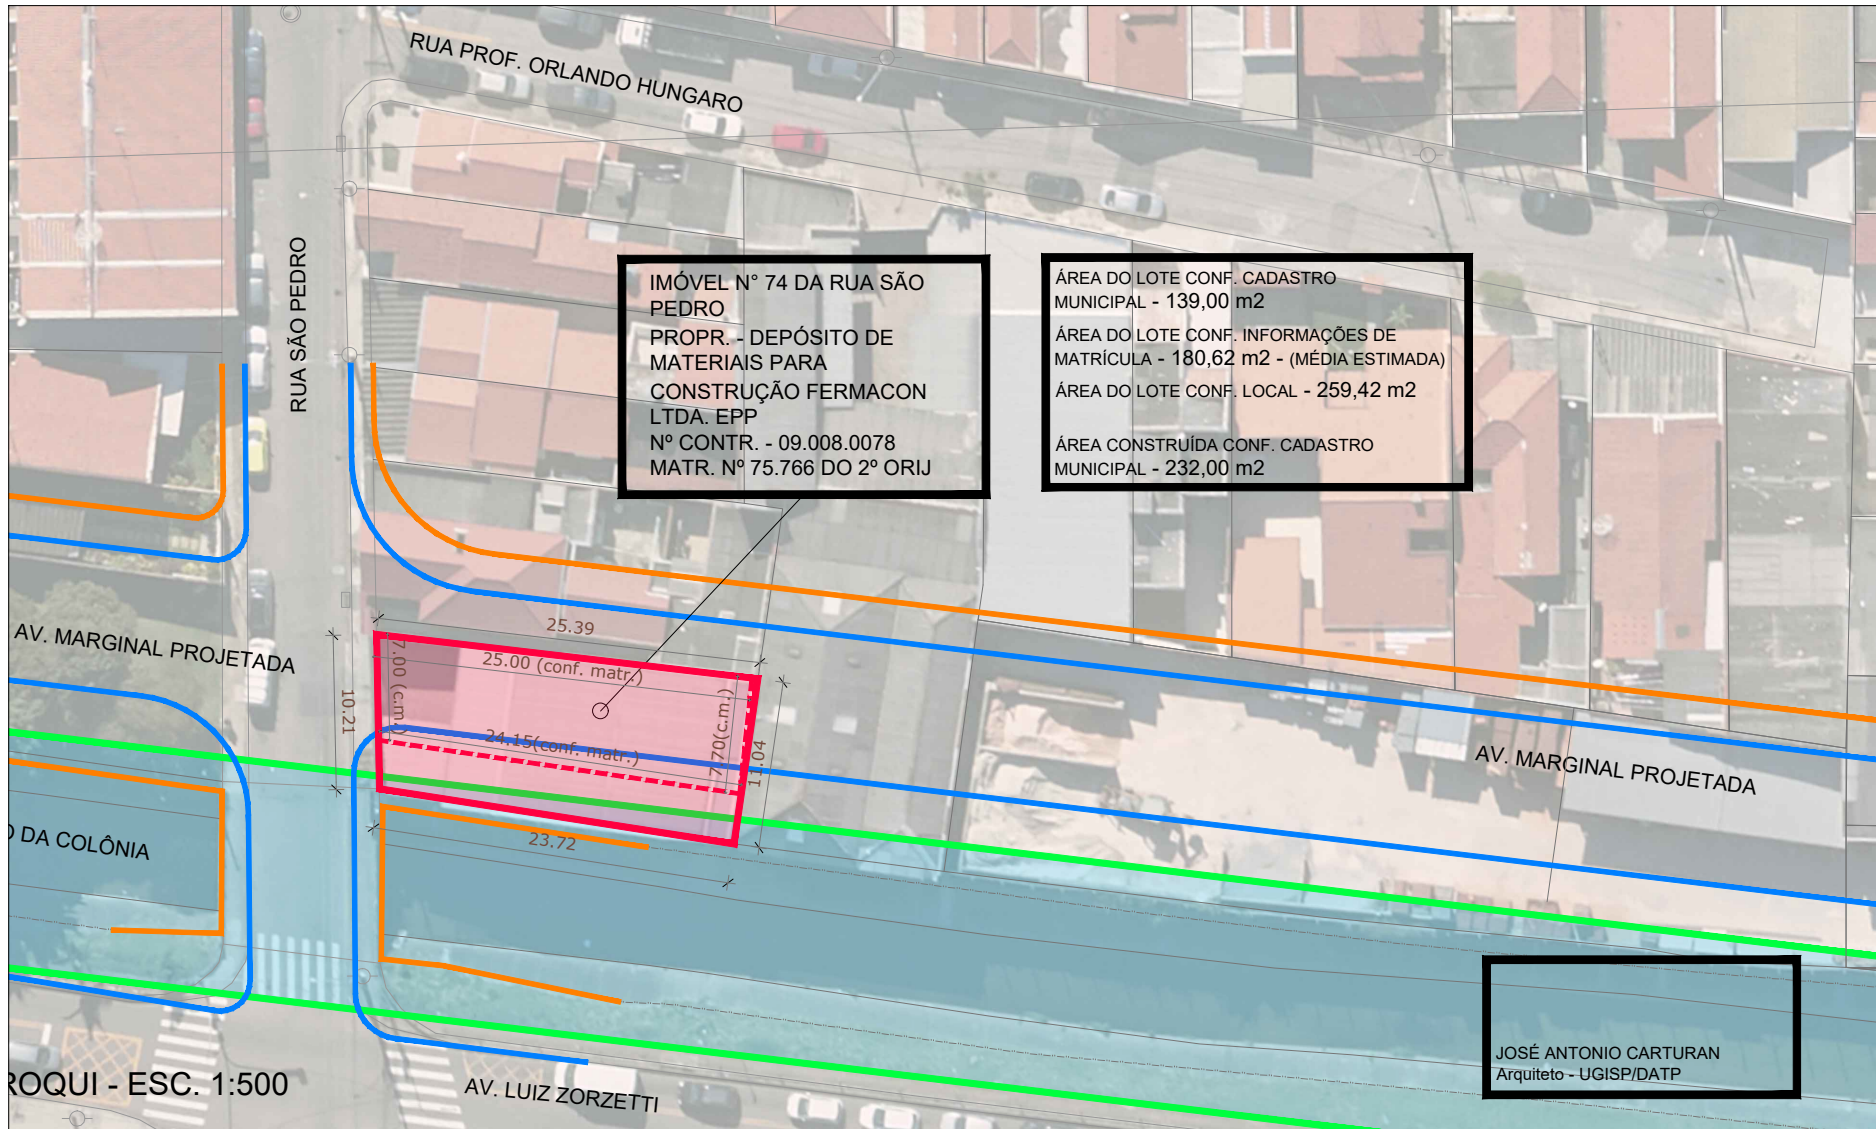 RUA PROF. ORLANDO HUNGARO
RUA SÃO PEDRO
IMÓVEL N° 74 DA RUA SÃO
PEDRO
PROPR. - DEPÓSITO DE
MATERIAIS PARA
CONSTRUÇÃO FERMACON
LTDA. EPP
Nº CONTR. - 09.008.0078
MATR. Nº 75.766 DO 2º ORIJ
ÁREA DO LOTE CONF. CADASTRO
MUNICIPAL - 139,00 m2
ÁREA DO LOTE CONF. INFORMAÇÕES DE
MATRÍCULA - 180,62 m2 - (MÉDIA ESTIMADA)
ÁREA DO LOTE CONF. LOCAL - 259,42 m2
ÁREA CONSTRUÍDA CONF. CADASTRO
MUNICIPAL - 232,00 m2
AV. MARGINAL PROJETADA
25.39
25.00 (conf. matr.)
7.00 (c.m.)
10.21
24.15(conf. matr.)
7.70(c.m.)
11.04
23.72
AV. MARGINAL PROJETADA
O DA COLÔNIA
ROQUI - ESC. 1:500
AV. LUIZ ZORZETTI
JOSÉ ANTONIO CARTURAN
Arquiteto - UGISP/DATP